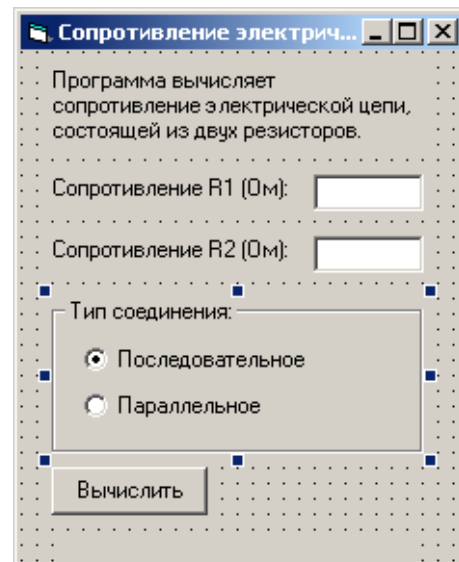 Сопротивление электрич...
Программа вычисляет
сопротивление электрической цепи,
состоящей из двух резисторов.
Сопротивление R1 (Ом):
Сопротивление R2 (Ом):
Тип соединения:
Последовательное
Параллельное
Вычислить